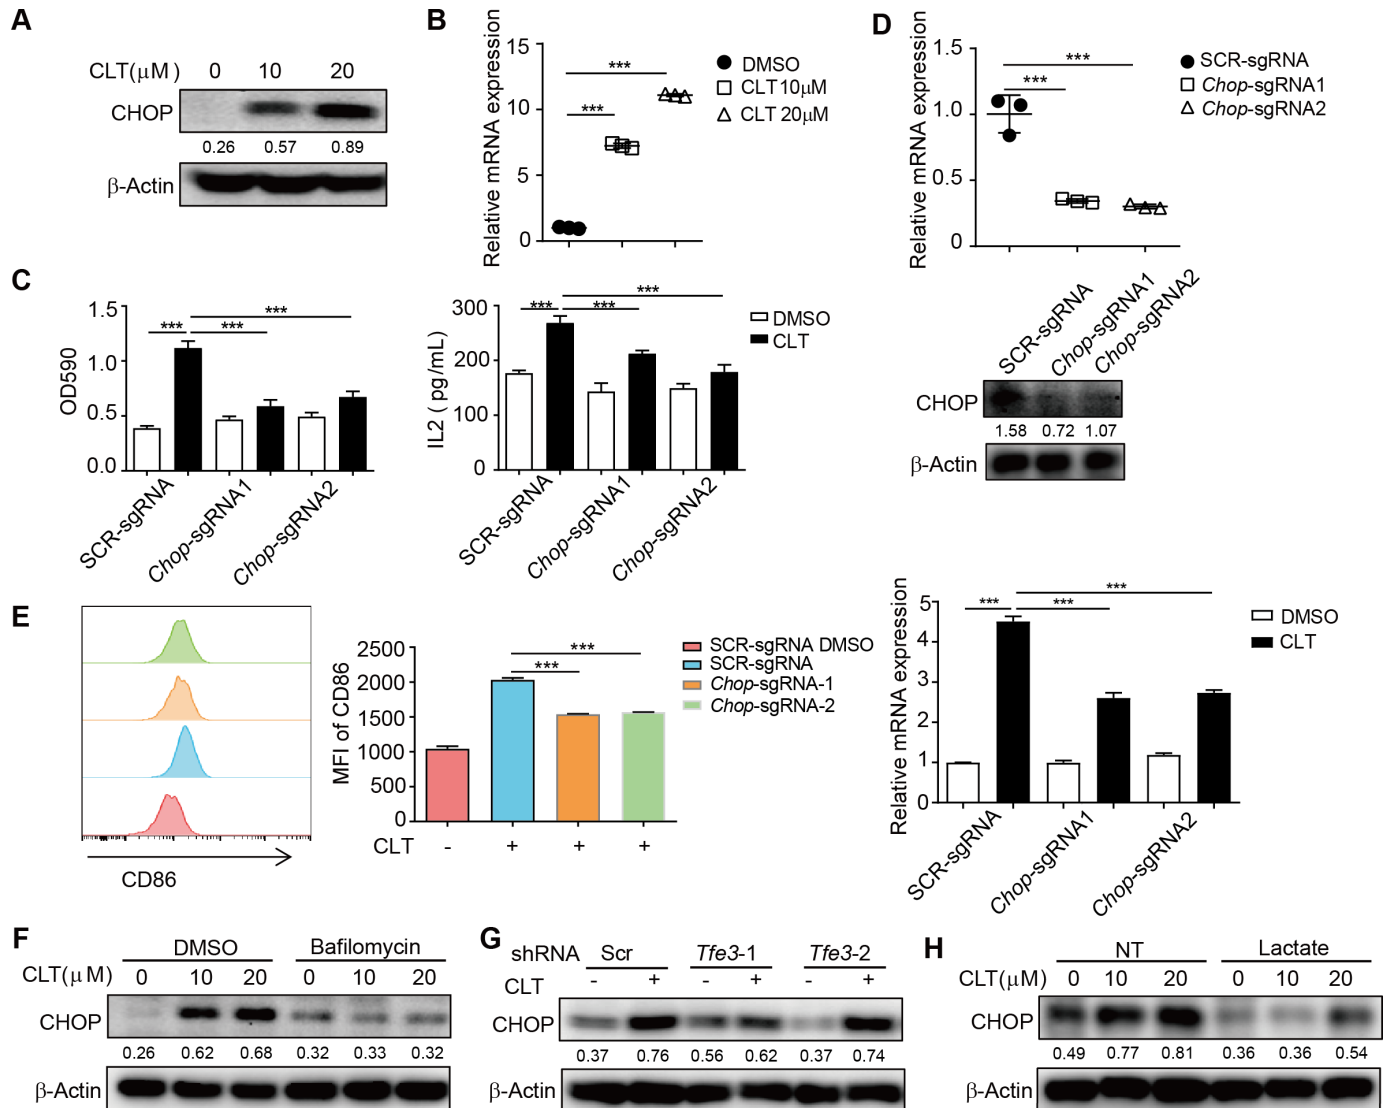 A
CLT(μM) 0 10 20
CHOP
0.26 0.57 0.89
β-Actin
B
Relative mRNA expression
15
10
5
0
***
***
DMSO
CLT10μM
CLT 20μM
D
Relative mRNA expression
1.5
1.0
0.5
0
***
***
SCR-sgRNA
Chop-sgRNA1
Chop-sgRNA2
SCR-sgRNA
Chop-sgRNA1
Chop-sgRNA2
CHOP
1.58 0.72 1.07
β-Actin
C
OD590
1.5
1.0
0.5
0.0
***
***
***
SCR-sgRNA
Chop-sgRNA1
Chop-sgRNA2
IL2 ( pg/mL)
300
200
100
0
***
***
***
DMSO
CLT
SCR-sgRNA
Chop-sgRNA1
Chop-sgRNA2
E
CD86
MFI of CD86
2500
2000
1500
1000
500
0
***
***
CLT - + + +
SCR-sgRNA DMSO
SCR-sgRNA
Chop-sgRNA-1
Chop-sgRNA-2
Relative mRNA expression
5
4
3
2
1
0
***
***
***
DMSO
CLT
SCR-sgRNA
Chop-sgRNA1
Chop-sgRNA2
F
DMSO Bafilomycin
CLT(μM) 0 10 20 0 10 20
CHOP
0.26 0.62 0.68 0.32 0.33 0.32
β-Actin
G
shRNA Scr Tfe3-1 Tfe3-2
CLT - + - + - +
CHOP
0.37 0.76 0.56 0.62 0.37 0.74
β-Actin
H
NT Lactate
CLT(μM) 0 10 20 0 10 20
CHOP
0.49 0.77 0.81 0.36 0.36 0.54
β-Actin